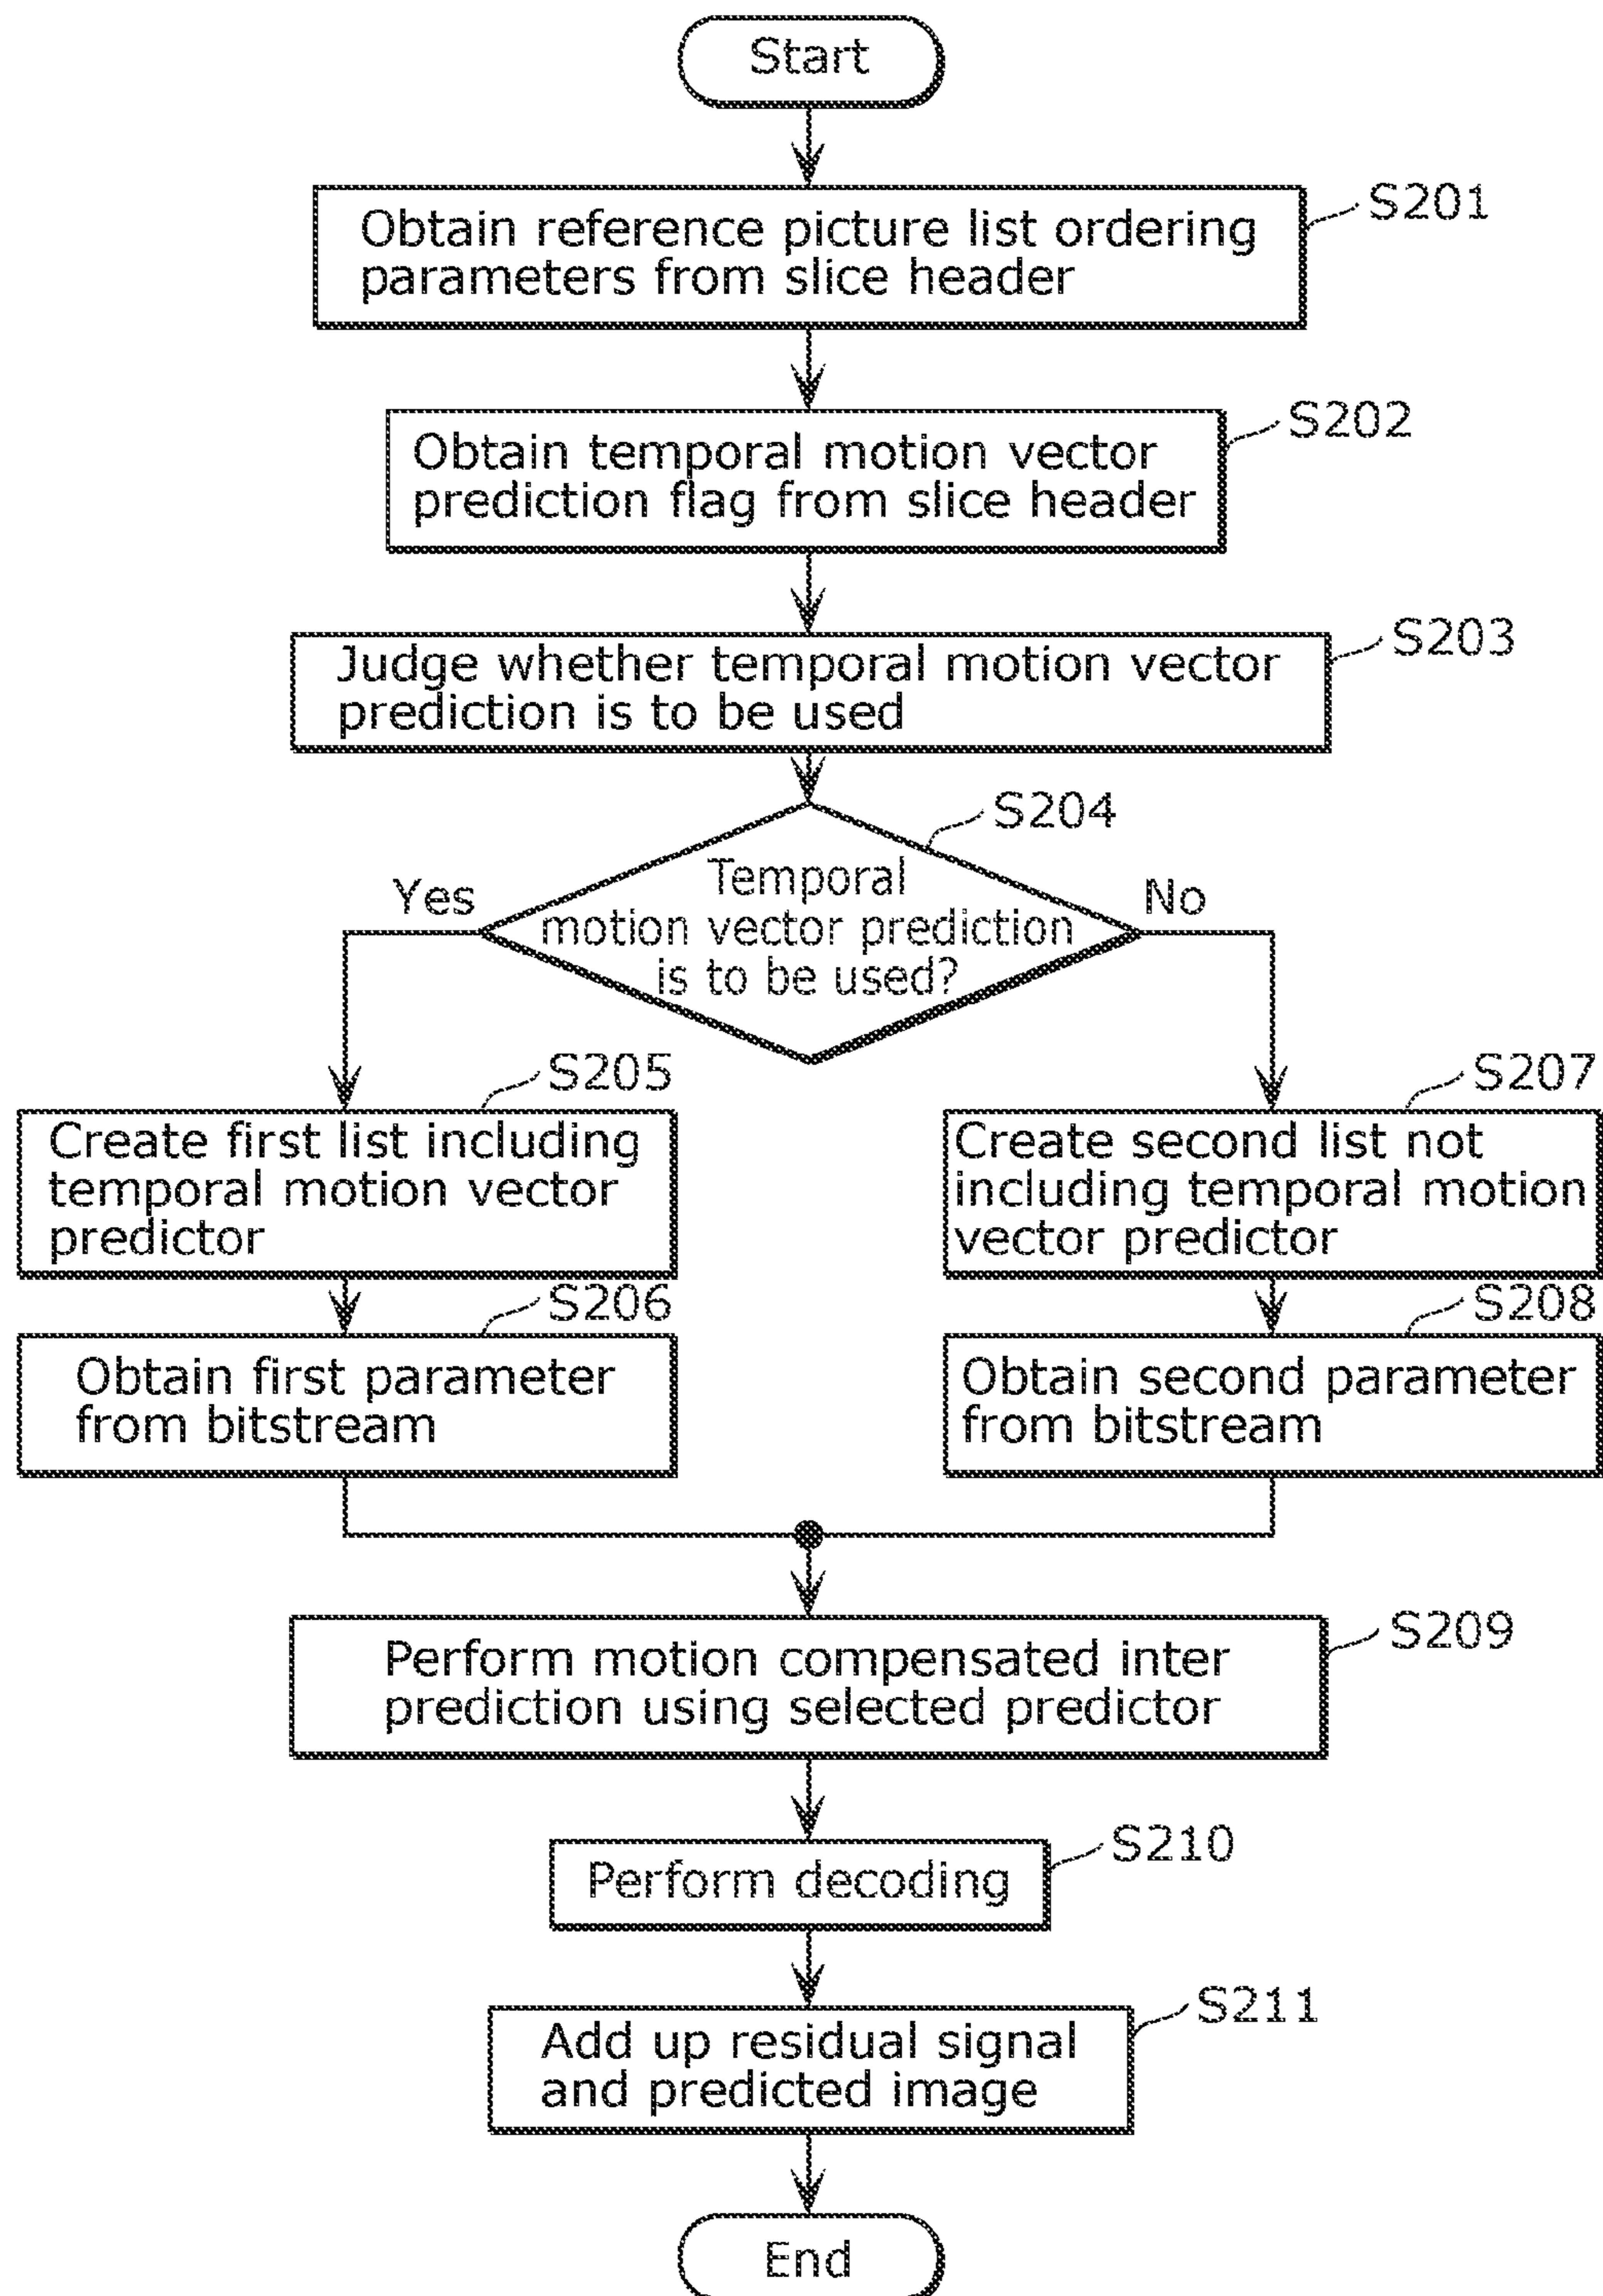 Start
S201
Obtain reference picture list ordering
parameters from slice header
S202
Obtain temporal motion vector
prediction flag from slice header
S203
Judge whether temporal motion vector
prediction is to be used
S204
Temporal
motion vector prediction
is to be used?
Yes
No
S205
Create first list including
temporal motion vector
predictor
S207
Create second list not
including temporal motion
vector predictor
S206
Obtain first parameter
from bitstream
S208
Obtain second parameter
from bitstream
S209
Perform motion compensated inter
prediction using selected predictor
S210
Perform decoding
S211
Add up residual signal
and predicted image
End